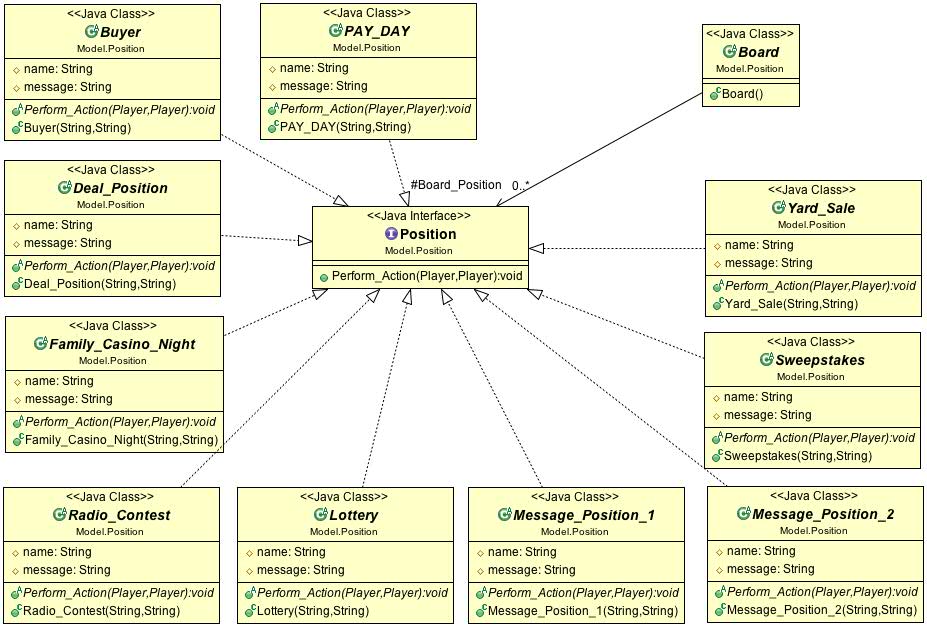 <<Java Class>>
Buyer
Model.Position
name: String
message: String
Perform_Action(Player,Player):void
Buyer(String,String)
<<Java Class>>
PAY_DAY
Model.Position
name: String
message: String
Perform_Action(Player,Player):void
PAY_DAY(String,String)
<<Java Class>>
Board
Model.Position
Board()
<<Java Class>>
Deal_Position
Model.Position
name: String
message: String
Perform_Action(Player,Player):void
Deal_Position(String,String)
#Board_Position 0..*
<<Java Interface>>
Position
Model.Position
Perform_Action(Player,Player):void
<<Java Class>>
Yard_Sale
Model.Position
name: String
message: String
Perform_Action(Player,Player):void
Yard_Sale(String,String)
<<Java Class>>
Family_Casino_Night
Model.Position
name: String
message: String
Perform_Action(Player,Player):void
Family_Casino_Night(String,String)
<<Java Class>>
Sweepstakes
Model.Position
name: String
message: String
Perform_Action(Player,Player):void
Sweepstakes(String,String)
<<Java Class>>
Radio_Contest
Model.Position
name: String
message: String
Perform_Action(Player,Player):void
Radio_Contest(String,String)
<<Java Class>>
Lottery
Model.Position
name: String
message: String
Perform_Action(Player,Player):void
Lottery(String,String)
<<Java Class>>
Message_Position_1
Model.Position
name: String
message: String
Perform_Action(Player,Player):void
Message_Position_1(String,String)
<<Java Class>>
Message_Position_2
Model.Position
name: String
message: String
Perform_Action(Player,Player):void
Message_Position_2(String,String)